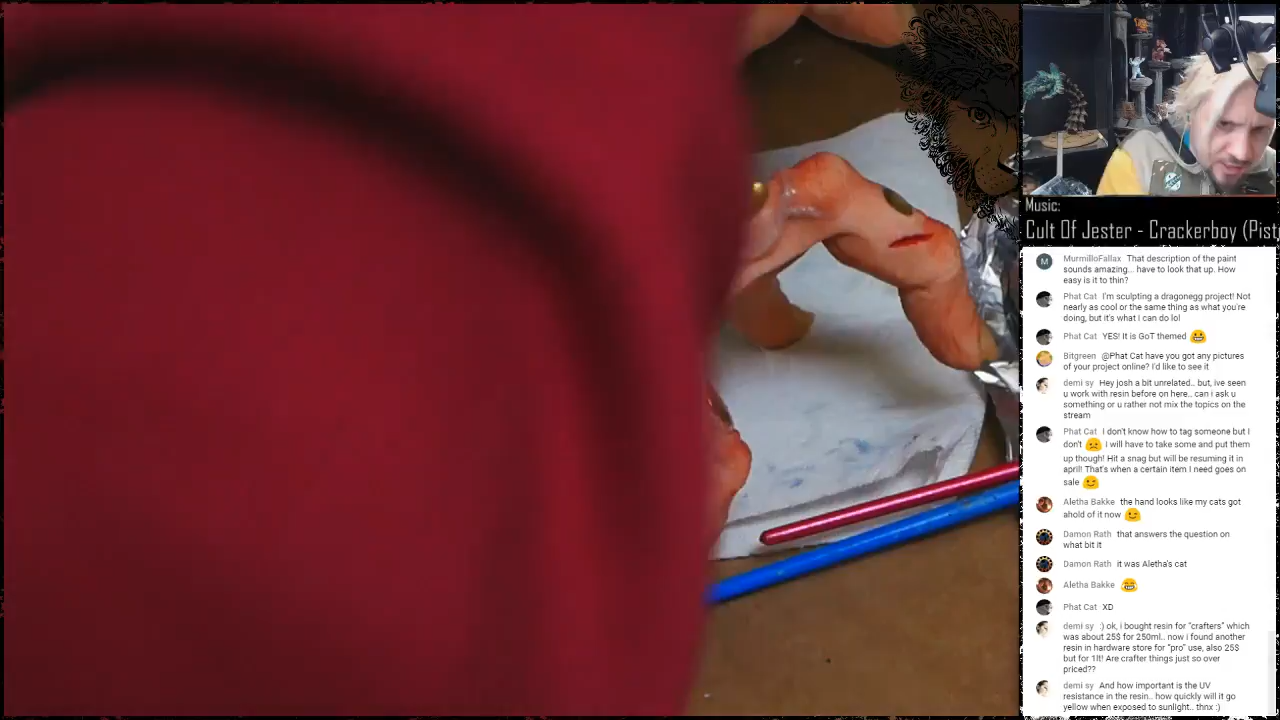 Music:
Cult Of Jester - Crackerboy (Pist
M
MurmilloFallax That description of the paint
sounds amazing... have to look that up. How
easy is it to thin?
Phat Cat I'm sculpting a dragonegg project! Not
nearly as cool or the same thing as what you're
doing, but it's what i can do lol
Phat Cat YES! It is GoT themed 😬
Bitgreen @Phat Cat have you got any pictures
of your project online? I'd like to see it
demi sy Hey josh a bit unrelated.. but, ive seen
u work with resin before on here.. can i ask u
something or u rather not mix the topics on the
stream
Phat Cat I don't know how to tag someone but I
don't ☹️ I will have to take some and put them
up though! Hit a snag but will be resuming it in
april! That's when a certain item I need goes on
sale 😊
Aletha Bakke the hand looks like my cats got
ahold of it now 😊
Damon Rath that answers the question on
what bit it
Damon Rath it was Aletha's cat
Aletha Bakke 😂
Phat Cat XD
demi sy :) ok, i bought resin for "crafters" which
was about 25$ for 250ml.. now i found another
resin in hardware store for "pro" use, also 25$
but for 1lt! Are crafter things just so over
priced??
demi sy And how important is the UV
resistance in the resin.. how quickly will it go
yellow when exposed to sunlight.. thnx :)